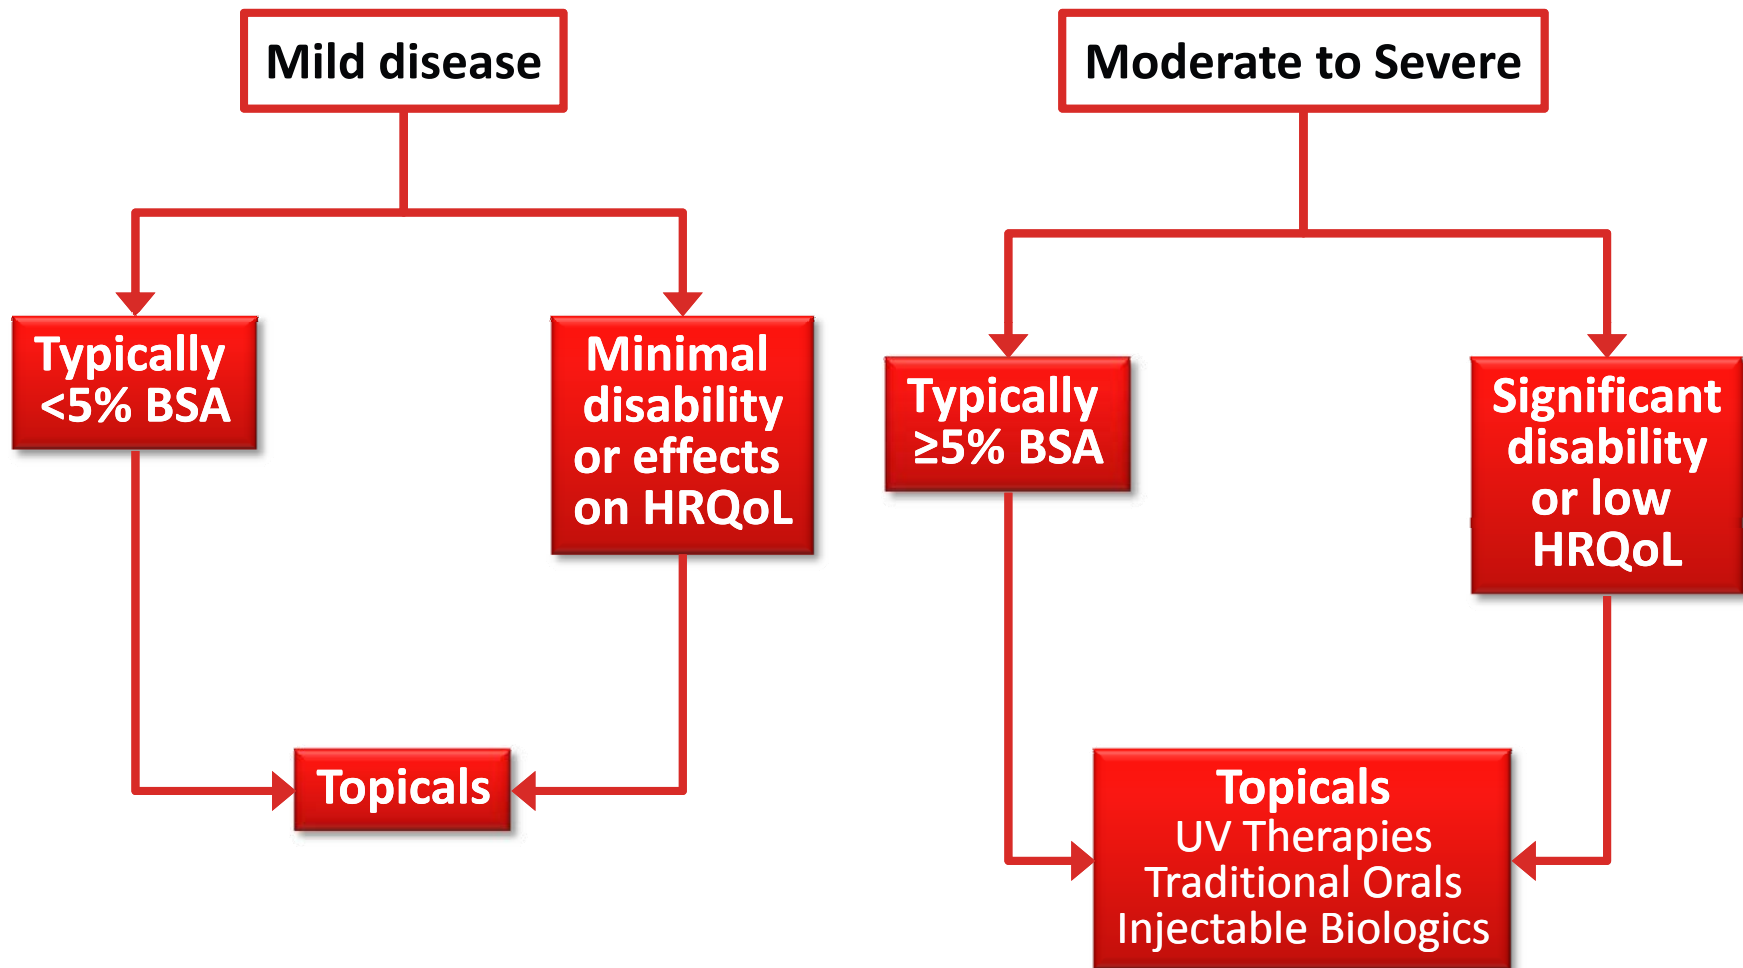 Mild disease
Typically
<5% BSA
Minimal
disability
or effects
on HRQoL
Topicals
Moderate to Severe
Typically
≥5% BSA
Significant
disability
or low
HRQoL
Topicals
UV Therapies
Traditional Orals
Injectable Biologics